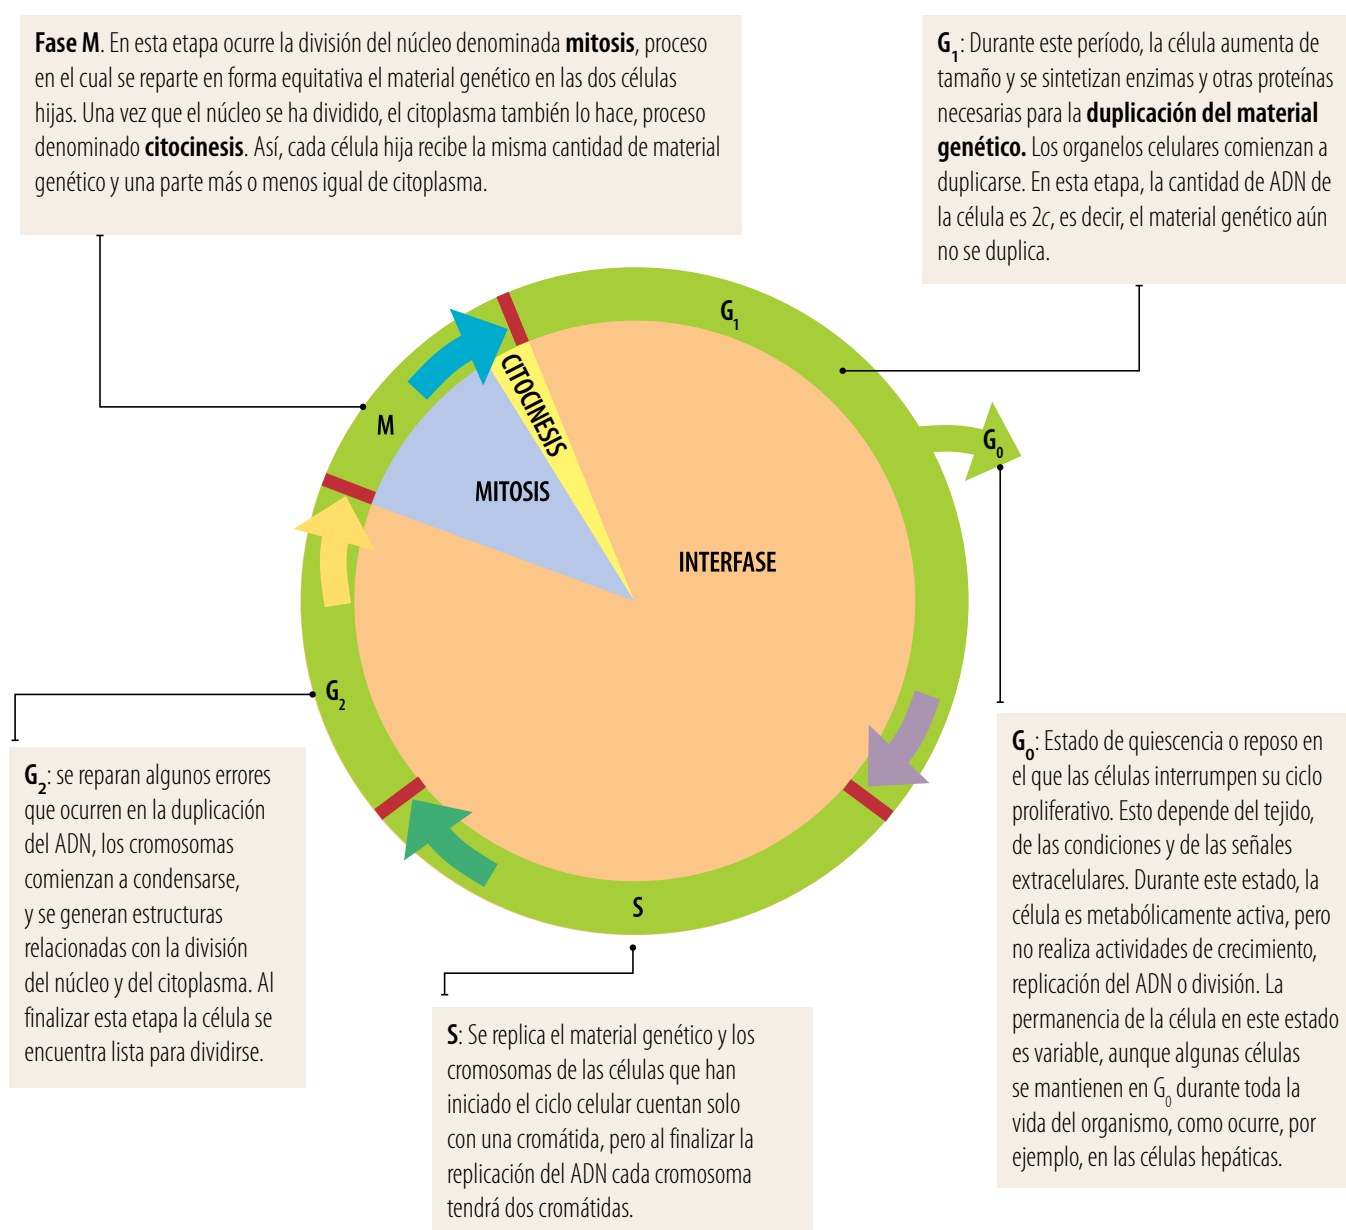 Fase M. En esta etapa ocurre la división del núcleo denominada mitosis, proceso
en el cual se reparte en forma equitativa el material genético en las dos células
hijas. Una vez que el núcleo se ha dividido, el citoplasma también lo hace, proceso
denominado citocinesis. Así, cada célula hija recibe la misma cantidad de material
genético y una parte más o menos igual de citoplasma.
G1: Durante este período, la célula aumenta de
tamaño y se sintetizan enzimas y otras proteínas
necesarias para la duplicación del material
genético. Los organelos celulares comienzan a
duplicarse. En esta etapa, la cantidad de ADN de
la célula es 2c, es decir, el material genético aún
no se duplica.
G1
CITOCINESIS
M
G0
MITOSIS
INTERFASE
G2
S
G2: se reparan algunos errores
que ocurren en la duplicación
del ADN, los cromosomas
comienzan a condensarse,
y se generan estructuras
relacionadas con la división
del núcleo y del citoplasma. Al
finalizar esta etapa la célula se
encuentra lista para dividirse.
S: Se replica el material genético y los
cromosomas de las células que han
iniciado el ciclo celular cuentan solo
con una cromátida, pero al finalizar la
replicación del ADN cada cromosoma
tendrá dos cromátidas.
G0: Estado de quiescencia o reposo en
el que las células interrumpen su ciclo
proliferativo. Esto depende del tejido,
de las condiciones y de las señales
extracelulares. Durante este estado, la
célula es metabólicamente activa, pero
no realiza actividades de crecimiento,
replicación del ADN o división. La
permanencia de la célula en este estado
es variable, aunque algunas células
se mantienen en G0 durante toda la
vida del organismo, como ocurre, por
ejemplo, en las células hepáticas.